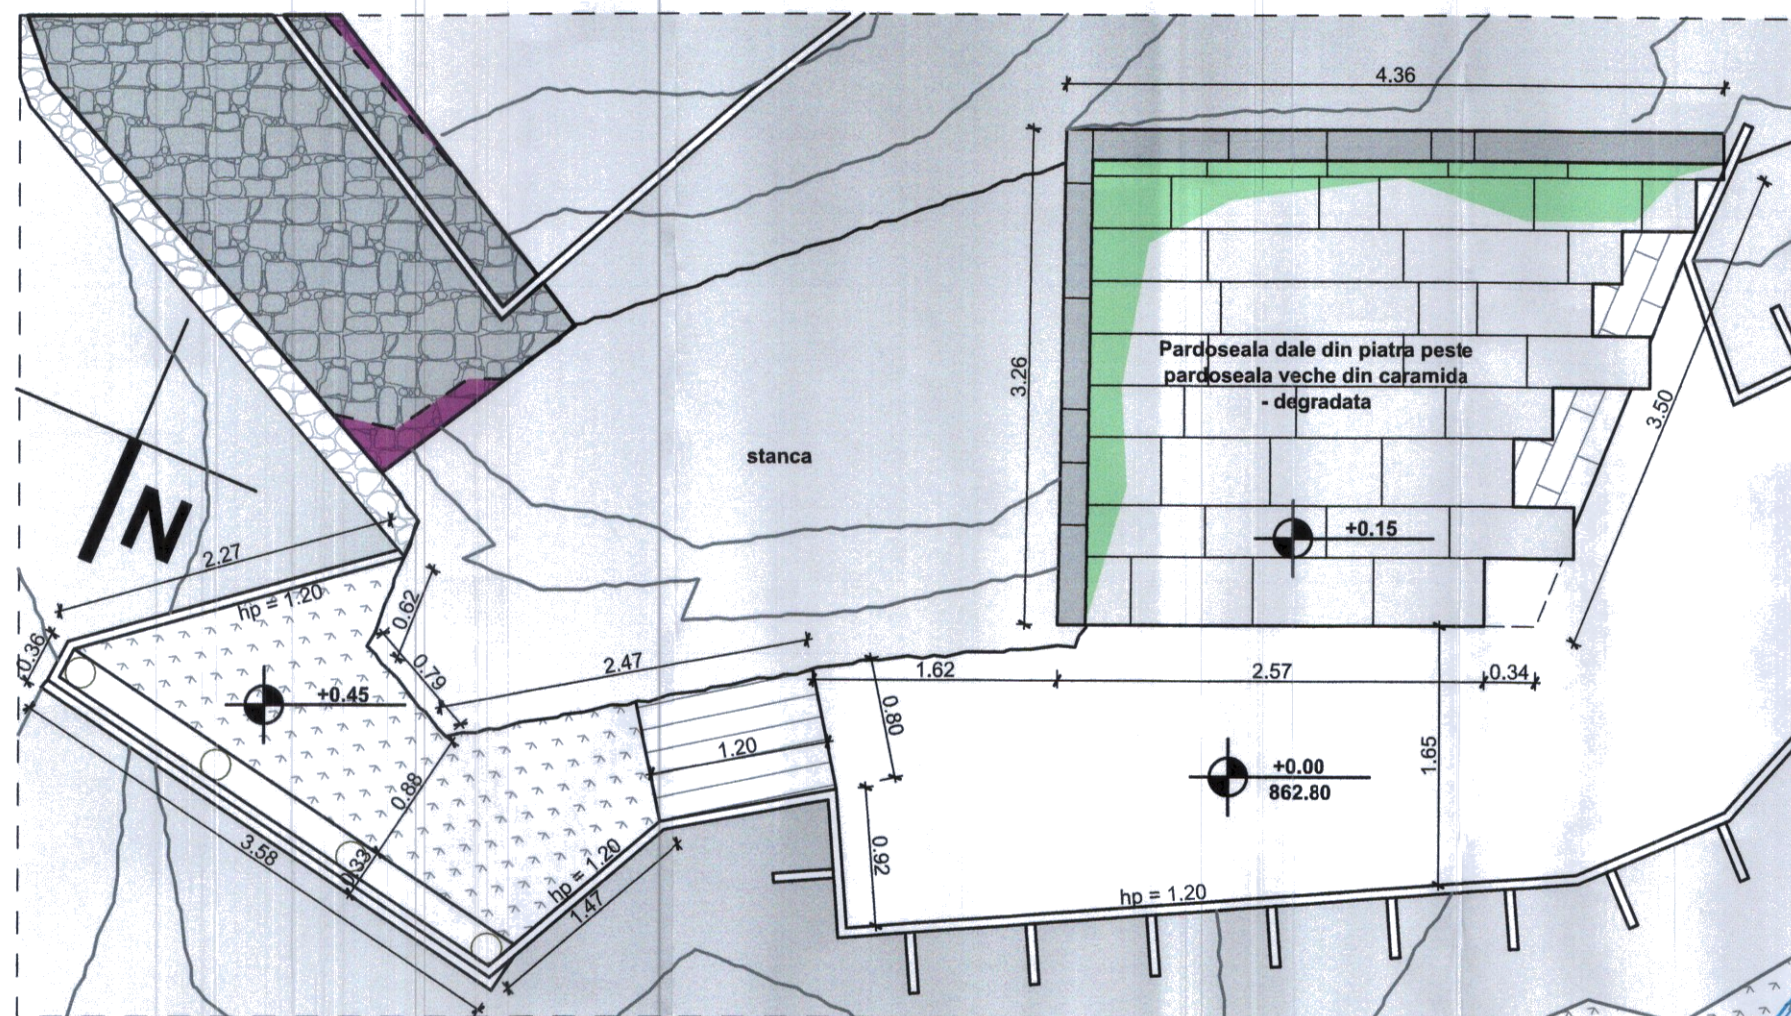 4.36
3.26
Pardoseala dale din piatra peste
pardoseala veche din caramida
- degradata
3.50
stanca
N
+0.15
2.27
hp = 1.20
0.62
0.36
0.79
2.47
1.62
2.57
0.34
+0.45
0.80
1.20
1.65
+0.00
862.80
0.88
3.58
0.33
hp = 1.20
1.47
0.92
hp = 1.20